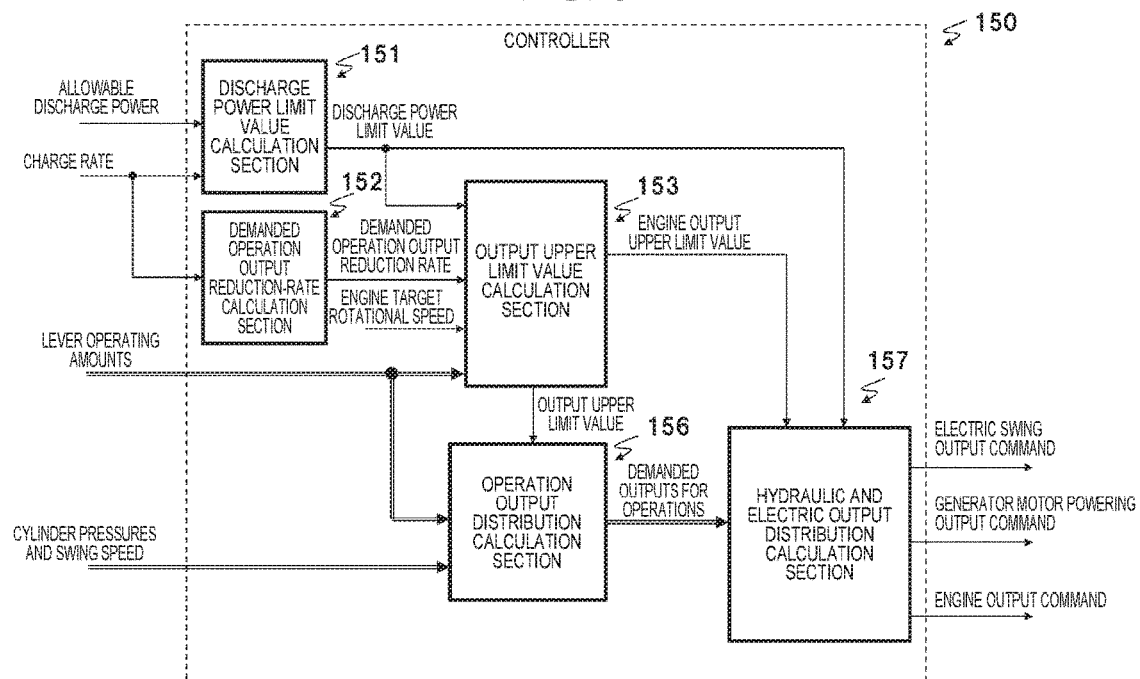 CONTROLLER
150
151
ALLOWABLE
DISCHARGE POWER
DISCHARGE
POWER LIMIT
VALUE
CALCULATION
SECTION
DISCHARGE POWER
LIMIT VALUE
CHARGE RATE
152
153
DEMANDED
OPERATION
OUTPUT
REDUCTION-RATE
CALCULATION
SECTION
DEMANDED
OPERATION OUTPUT
REDUCTION RATE
ENGINE TARGET
ROTATIONAL SPEED
OUTPUT UPPER
LIMIT VALUE
CALCULATION
SECTION
ENGINE OUTPUT
UPPER LIMIT VALUE
LEVER OPERATING
AMOUNTS
157
OUTPUT UPPER
LIMIT VALUE
156
OPERATION
OUTPUT
DISTRIBUTION
CALCULATION
SECTION
DEMANDED
OUTPUTS FOR
OPERATIONS
HYDRAULIC AND
ELECTRIC OUTPUT
DISTRIBUTION
CALCULATION
SECTION
ELECTRIC SWING
OUTPUT COMMAND
GENERATOR MOTOR POWERING
OUTPUT COMMAND
ENGINE OUTPUT COMMAND
CYLINDER PRESSURES
AND SWING SPEED